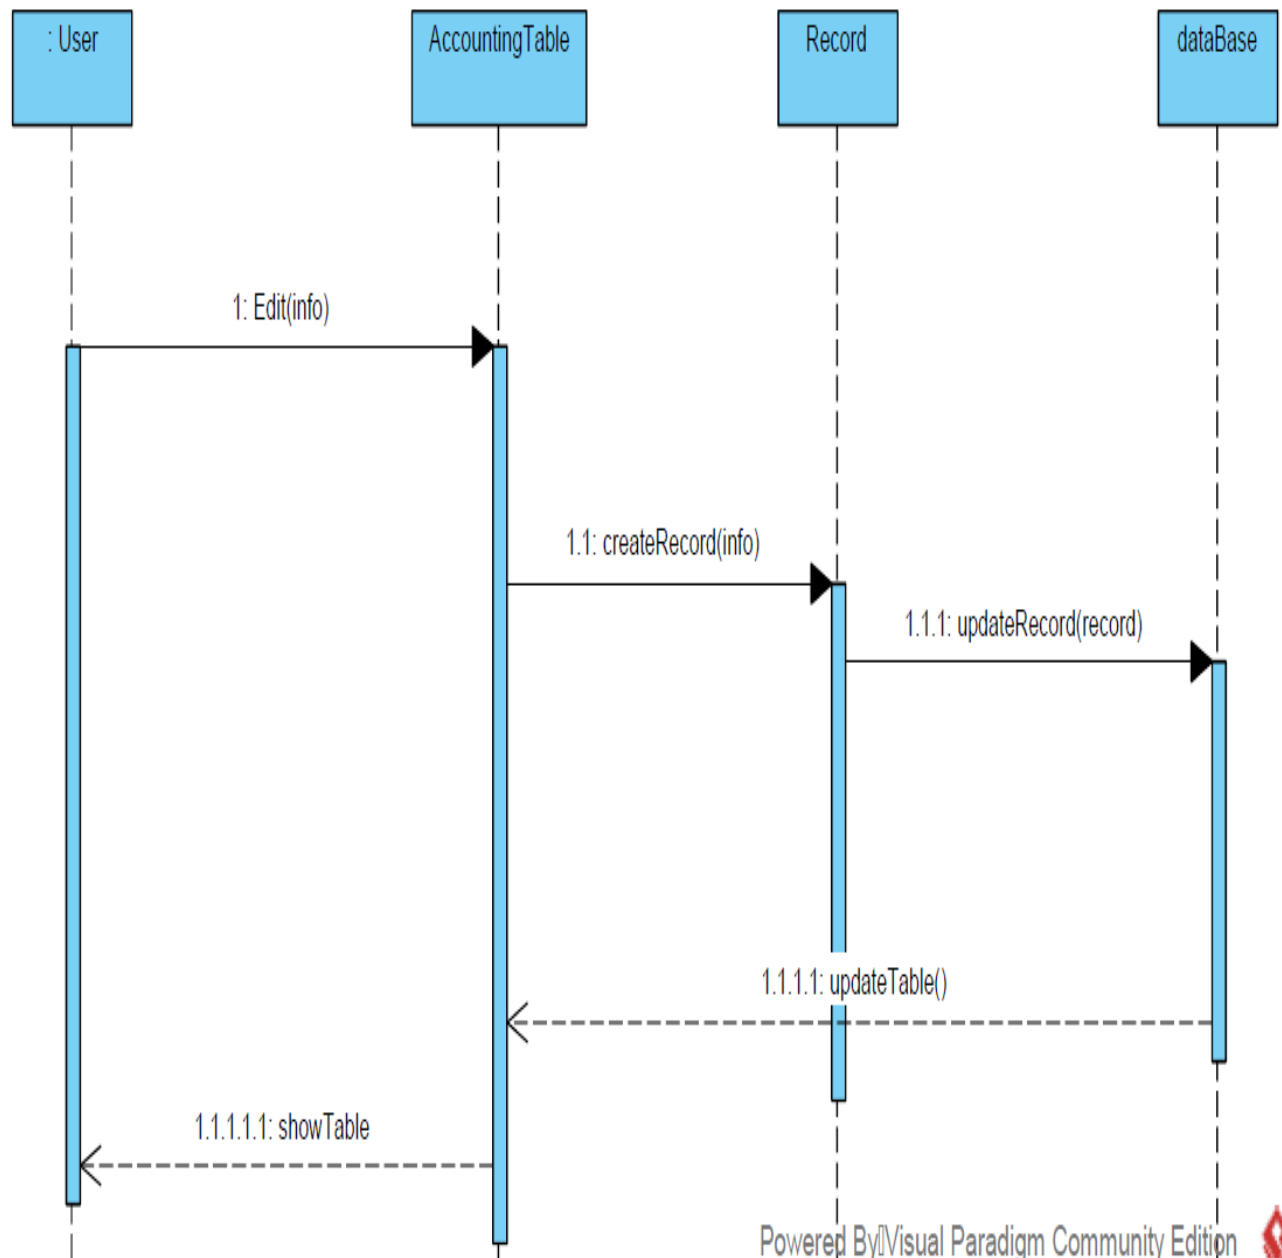 : User
AccountingTable
Record
dataBase
1: Edit(info)
1.1: createRecord(info)
1.1.1: updateRecord(record)
1.1.1.1: updateTable()
1.1.1.1.1: showTable
Powered By Visual Paradigm Community Edition